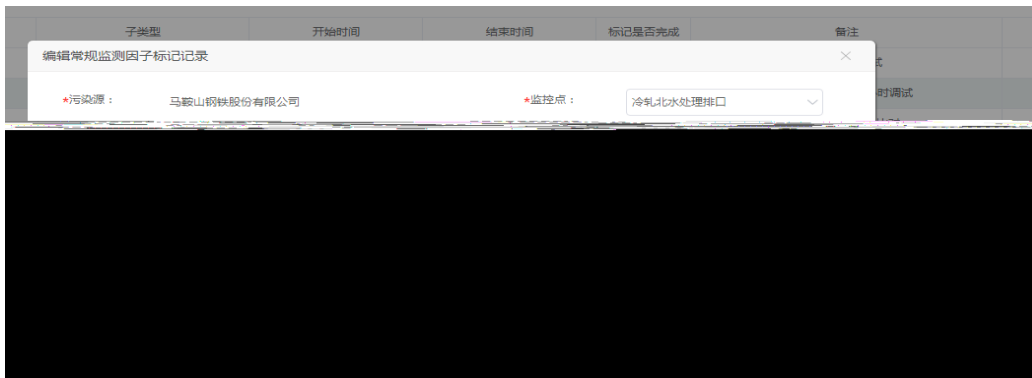 子类型 开始时间 结束时间 标记是否完成 备注
编辑常规监测因子标记记录
试
*污染源： 马鞍山钢铁股份有限公司 *监控点： 冷轧北水处理排口
时调试